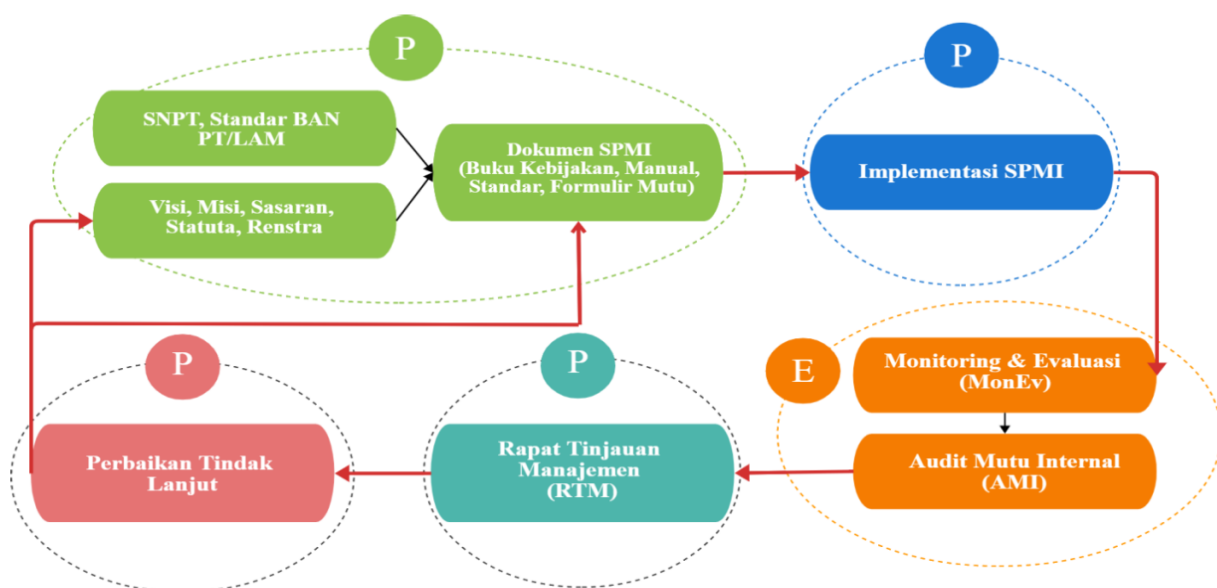 P
SNPT, Standar BAN
PT/LAM
Visi, Misi, Sasaran,
Statuta, Renstra
Dokumen SPMI
(Buku Kebijakan, Manual,
Standar, Formulir Mutu)
P
Implementasi SPMI
E
Monitoring & Evaluasi
(MonEv)
Audit Mutu Internal
(AMI)
P
Rapat Tinjauan
Manajemen
(RTM)
P
Perbaikan Tindak
Lanjut